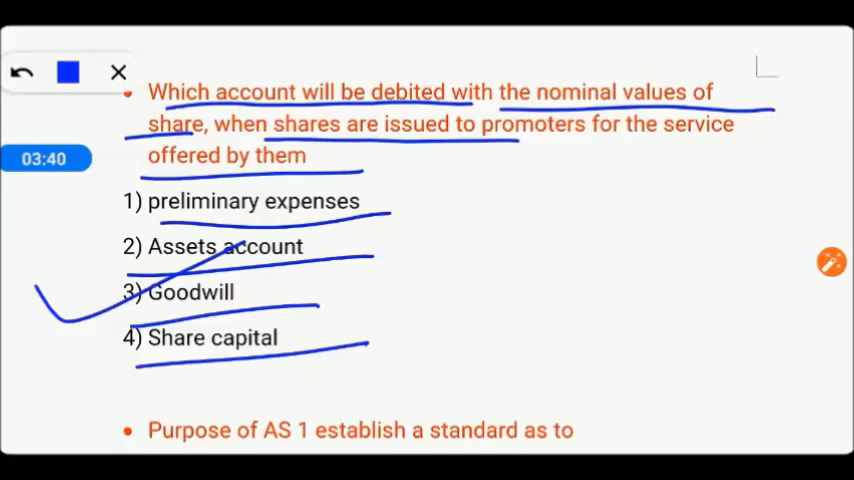 • Which account will be debited with the nominal values of
share, when shares are issued to promoters for the service
03:40
offered by them
1) preliminary expenses
2) Assets account
3) Goodwill
4) Share capital
• Purpose of AS 1 establish a standard as to